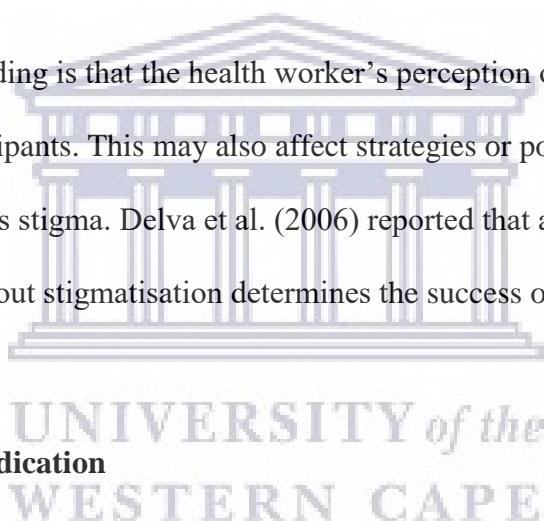 ding is that the health worker's perception
ipants. This may also affect strategies or po
s stigma. Delva et al. (2006) reported that a
out stigmatisation determines the success o
UNIVERSITY of the
dication
WESTERN CAPE